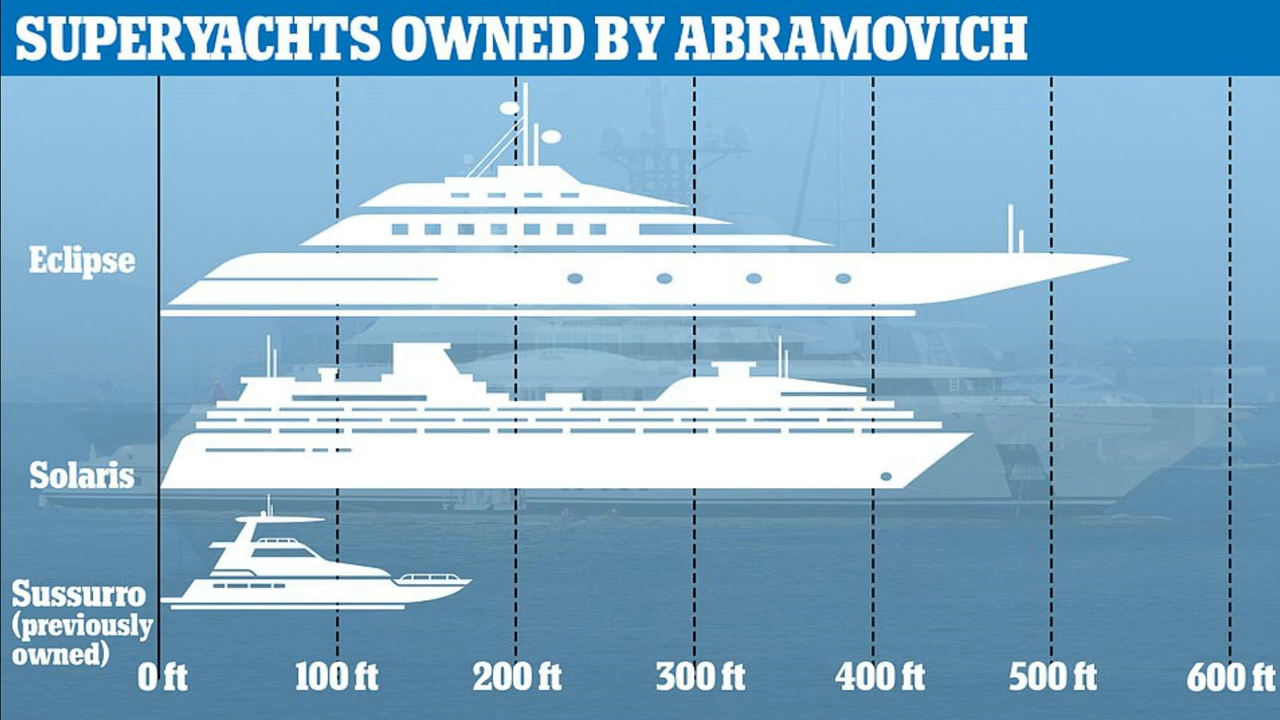 SUPERYACHTS OWNED BY ABRAMOVICH
Eclipse
Solaris
Sussurro
(previously
owned)
0 ft 100 ft 200 ft 300 ft 400 ft 500 ft 600 ft